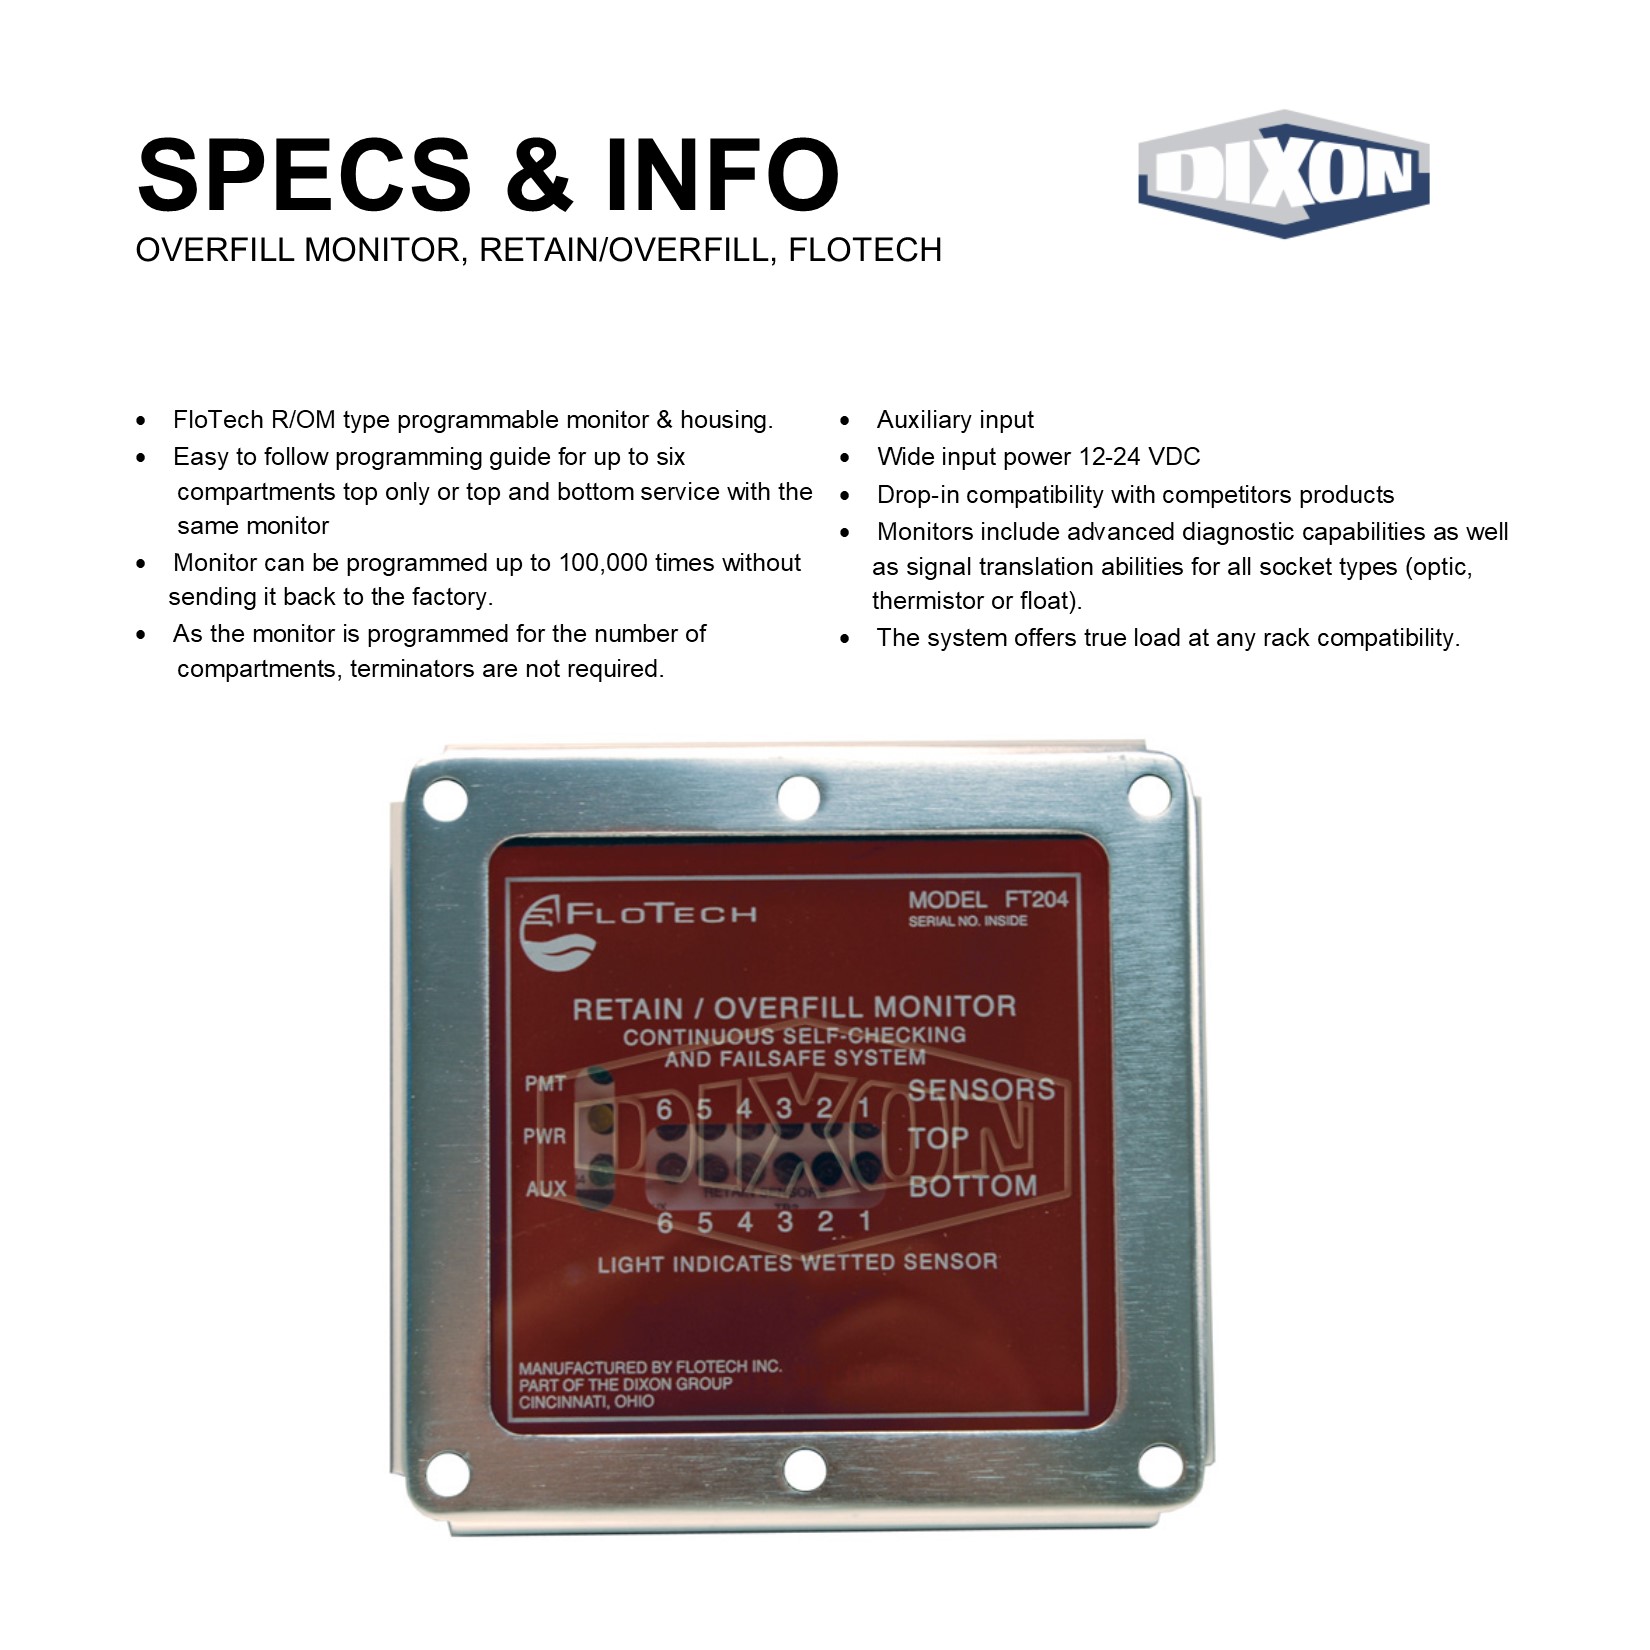 SPECS & INFO
OVERFILL MONITOR, RETAIN/OVERFILL, FLOTECH
DIXON
• FloTech R/OM type programmable monitor & housing.
• Easy to follow programming guide for up to six
compartments top only or top and bottom service with the
same monitor
• Monitor can be programmed up to 100,000 times without
sending it back to the factory.
• As the monitor is programmed for the number of
compartments, terminators are not required.
• Auxiliary input
• Wide input power 12-24 VDC
• Drop-in compatibility with competitors products
• Monitors include advanced diagnostic capabilities as well
as signal translation abilities for all socket types (optic,
thermistor or float).
• The system offers true load at any rack compatibility.
FLOTECH
MODEL FT204
SERIAL NO. INSIDE
RETAIN / OVERFILL MONITOR
CONTINUOUS SELF-CHECKING
AND FAILSAFE SYSTEM
PMT
PWR
AUX
6 5 4 3 2 1
SENSORS
TOP
BOTTOM
DIXON
RETAIN SENSORS
6 5 4 3 2 1
LIGHT INDICATES WETTED SENSOR
MANUFACTURED BY FLOTECH INC.
PART OF THE DIXON GROUP
CINCINNATI, OHIO